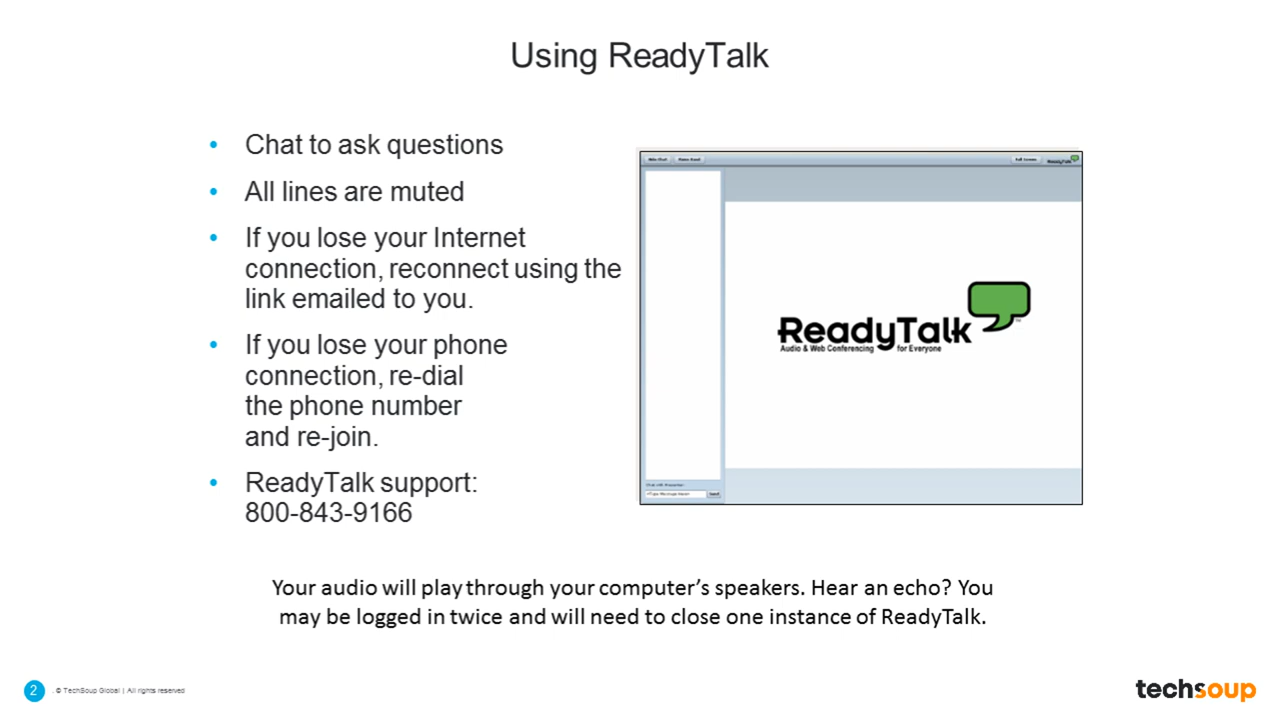 Using ReadyTalk
• Chat to ask questions
• All lines are muted
• If you lose your Internet
connection, reconnect using the
link emailed to you.
• If you lose your phone
connection, re-dial
the phone number
and re-join.
• ReadyTalk support:
800-843-9166
ReadyTalk
ReadyTalk
TM
Audio & Web Conferencing for Everyone
Send
Your audio will play through your computer’s speakers. Hear an echo? You
may be logged in twice and will need to close one instance of ReadyTalk.
2 . © TechSoup Global | All rights reserved
techsoup